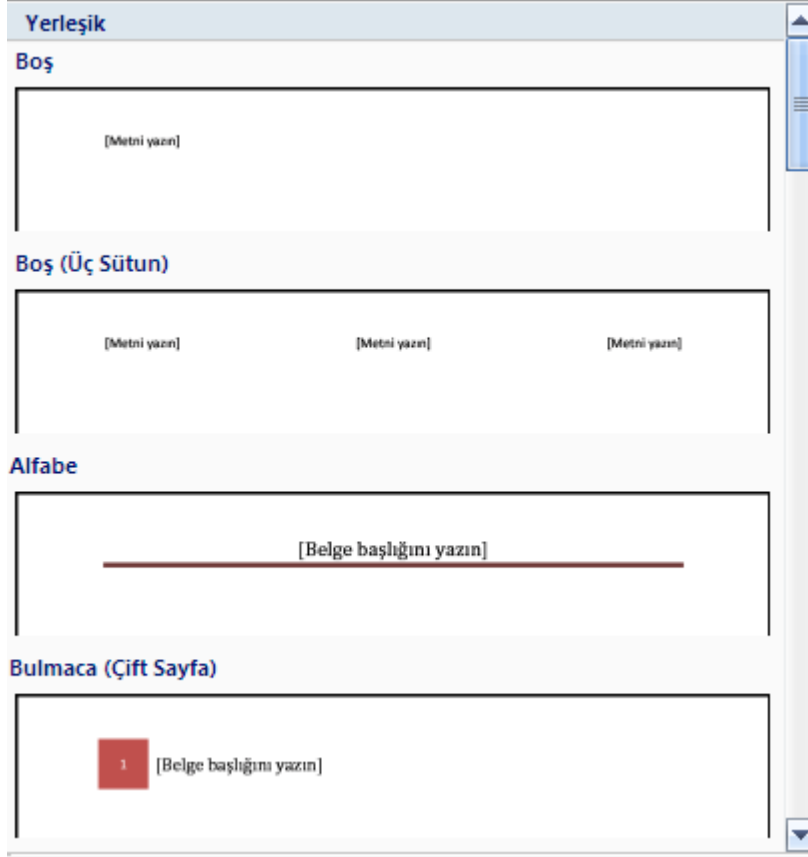 Yerleşik
Boş
[Metni yazın]
Boş (Üç Sütun)
[Metni yazın] [Metni yazın] [Metni yazın]
Alfabe
[Belge başlığını yazın]
Bulmaca (Çift Sayfa)
1 [Belge başlığını yazın]